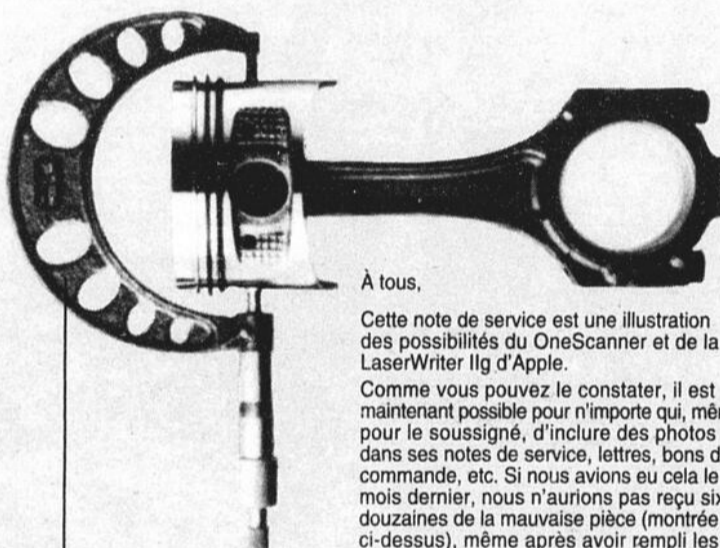 À tous,
Cette note de service est une illustration
des possibilités du OneScanner et de la
LaserWriter IIg d'Apple.
Comme vous pouvez le constater, il est
maintenant possible pour n'importe qui,
pour le soussigné, d'inclure des photos
dans ses notes de service, lettres, bons
commande, etc. Si nous avions eu cela le
mois dernier, nous n'aurions pas reçu six
douzaines de la mauvaise pièce (montrée
ci-dessus), même après avoir rempli les